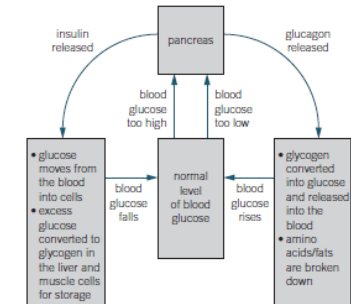 insulin
released
pancreas
glucagon
released
blood
glucose
too high
blood
glucose
too low
• glucose
moves from
the blood
into cells
• excess
glucose
converted to
glycogen in
the liver and
muscle cells
for storage
blood
glucose
falls
normal
level
of blood
glucose
blood
glucose
rises
• glycogen
converted
into glucose
and released
into the
blood
• amino
acids/fats
are broken
down